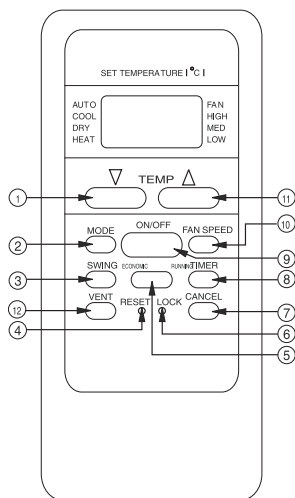 SET TEMPERATURE I°C I
AUTO FAN
COOL HIGH
DRY MED
HEAT LOW
TEMP
1 11
ON/OFF
MODE FAN SPEED
10
2
9
SWING ECONOMIC RUNNING TIMER
3 8
VENT RESET LOCK CANCEL
12 7
4 6
5